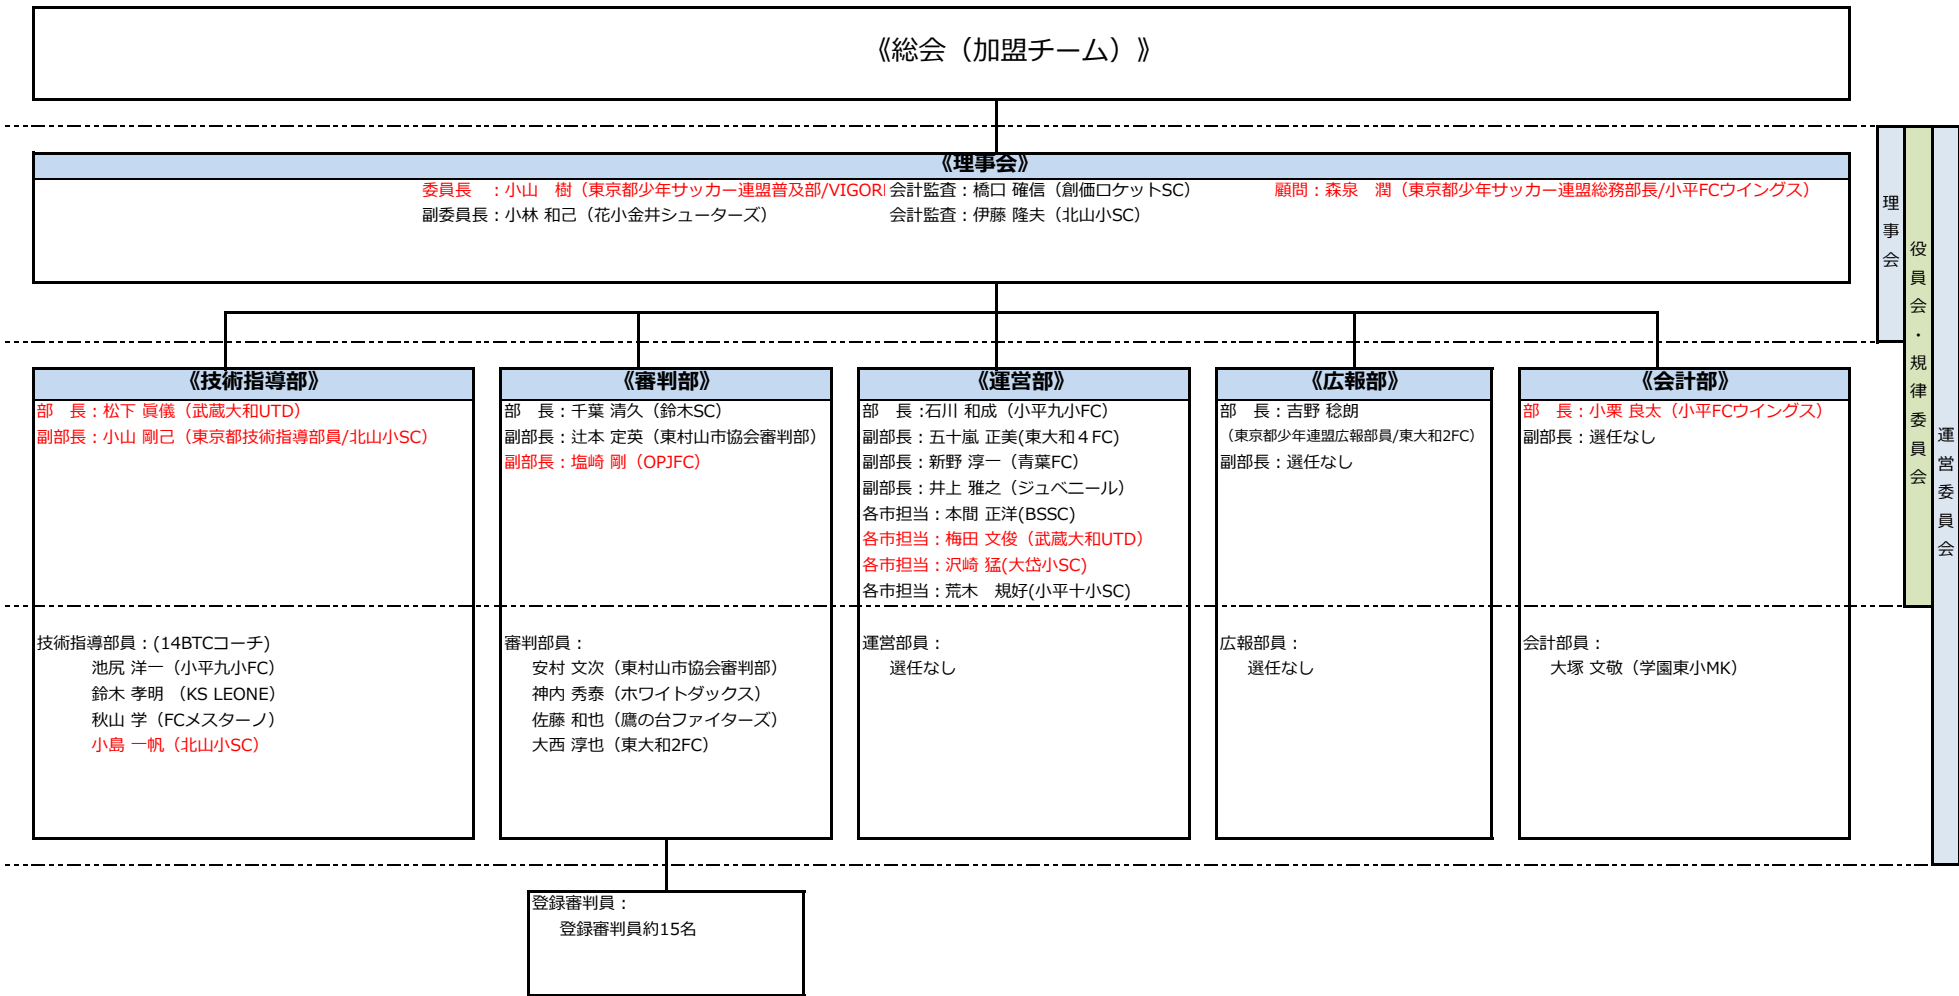 《総会（加盟チーム）》
《理事会》
委員長　：小山　樹（東京都少年サッカー連盟普及部/VIGORI
会計監査：橋口 確信（創価ロケットSC）
顧問：森泉　潤（東京都少年サッカー連盟総務部長/小平FCウイングス）
副委員長：小林 和己（花小金井シューターズ）
会計監査：伊藤 隆夫（北山小SC）
理事会
役員会・規律委員会
運営委員会
《技術指導部》
部　長：松下 眞儀（武蔵大和UTD）
副部長：小山 剛己（東京都技術指導部員/北山小SC）
技術指導部員：(14BTCコーチ)
池尻 洋一（小平九小FC）
鈴木 孝明 （KS LEONE）
秋山 学（FCメスターノ）
小島 一帆（北山小SC）
《審判部》
部　長：千葉 清久（鈴木SC）
副部長：辻本 定英（東村山市協会審判部）
副部長：塩崎 剛（OPJFC）
審判部員：
安村 文次（東村山市協会審判部）
神内 秀泰（ホワイトダックス）
佐藤 和也（鷹の台ファイターズ）
大西 淳也（東大和2FC）
登録審判員：
登録審判員約15名
《運営部》
部　長：石川 和成（小平九小FC）
副部長：五十嵐 正美(東大和４FC)
副部長：新野 淳一（青葉FC）
副部長：井上 雅之（ジュベニール）
各市担当：本間 正洋(BSSC)
各市担当：梅田 文俊（武蔵大和UTD）
各市担当：沢崎 猛(大岱小SC)
各市担当：荒木　規好(小平十小SC)
運営部員：
選任なし
《広報部》
部　長：吉野 稔朗
（東京都少年連盟広報部員/東大和2FC）
副部長：選任なし
広報部員：
選任なし
《会計部》
部　長：小栗 良太（小平FCウイングス）
副部長：選任なし
会計部員：
大塚 文敬（学園東小MK）